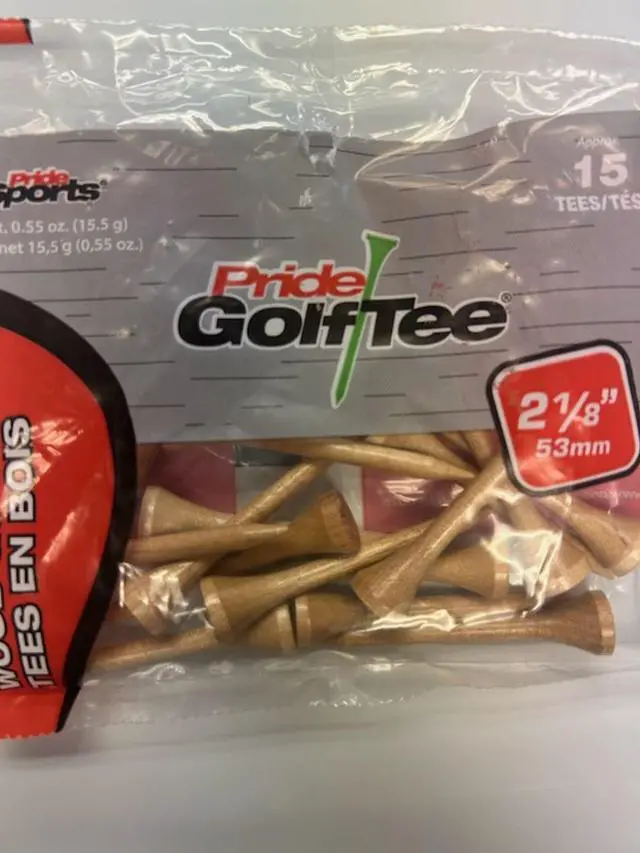 Pride
sports®
. 0.55 oz. (15.5 g)
net 15,5 g (0,55 oz.)
Approx
15
TEES/TÉS
Pride
GolfTee®
2 1/8"
53mm
TEES EN BOIS